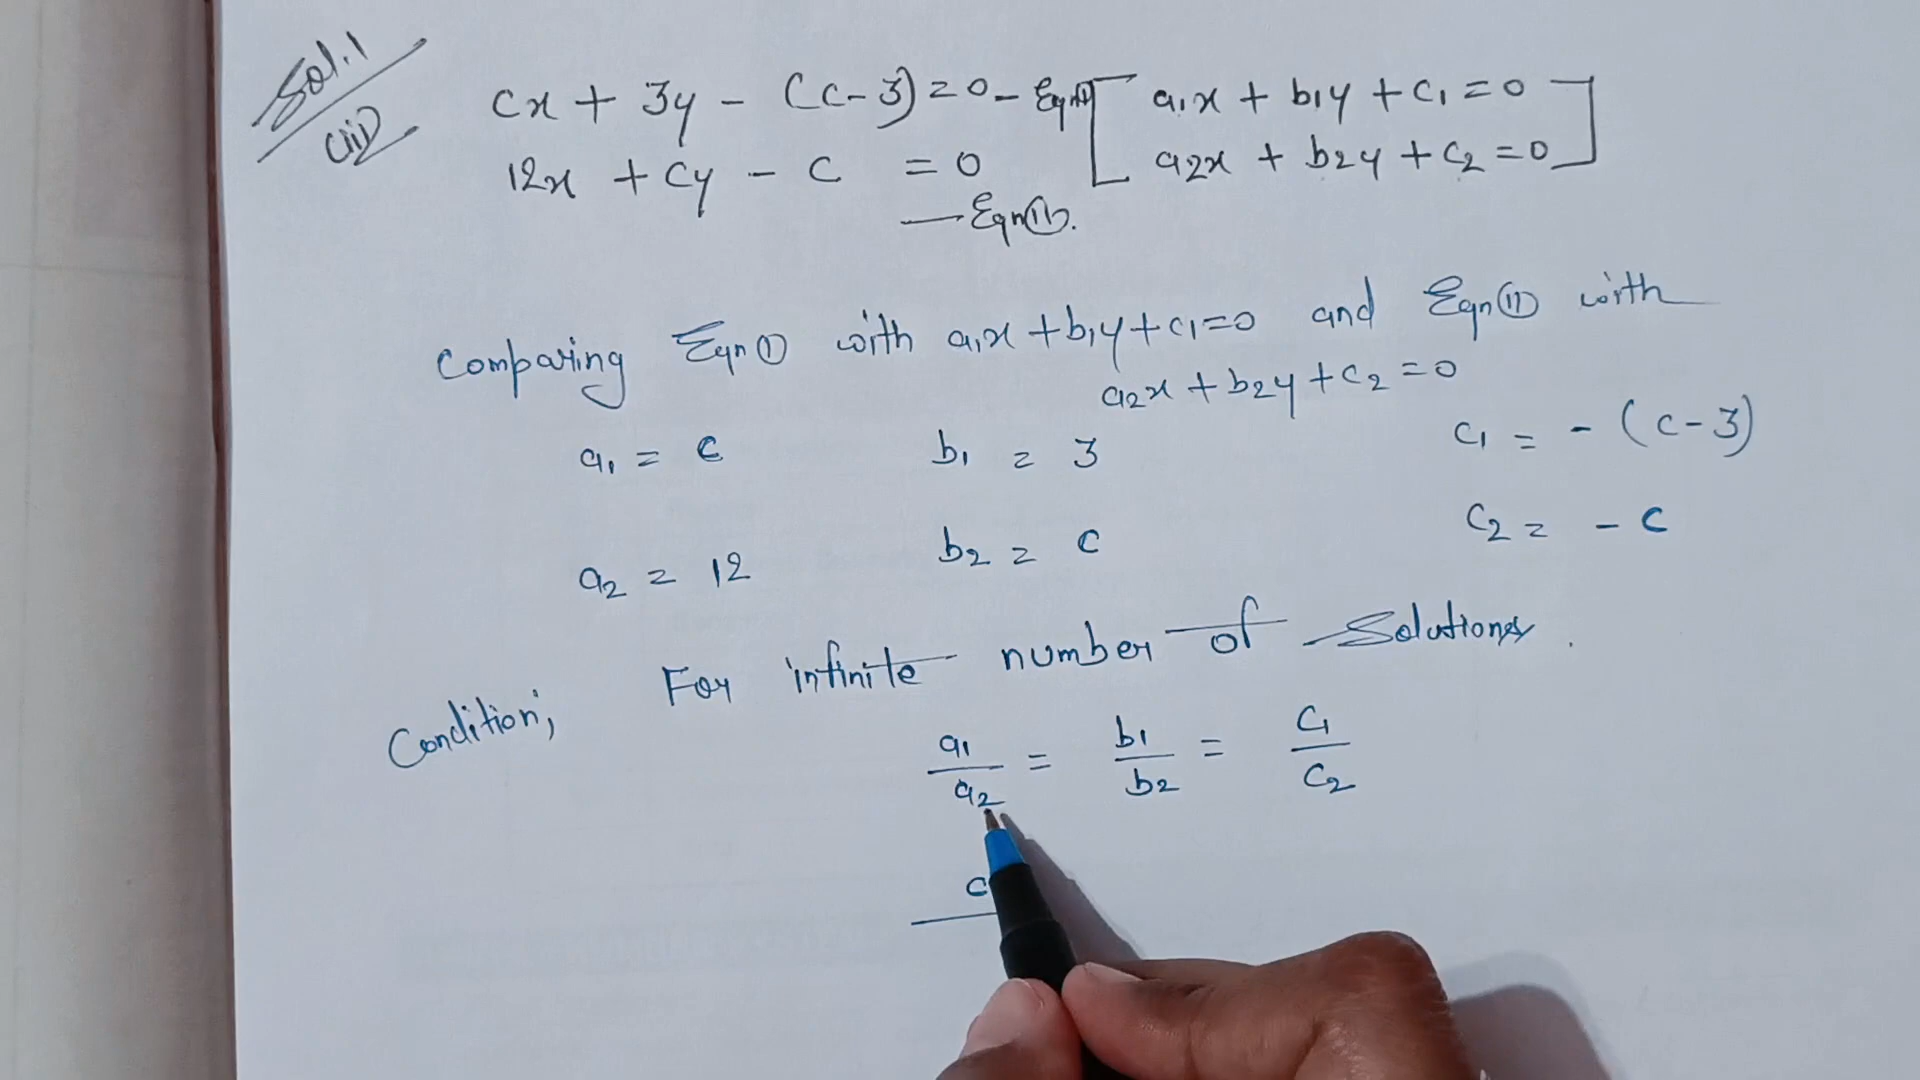 Sol.1
(iii)
cx + 3y - (c-3) = 0 - Eqn(I) [ a1x + b1y + c1 = 0
12x + cy - c = 0 a2x + b2y + c2 = 0 ]
— Eqn(II).
Comparing Eqn(I) with a1x + b1y + c1 = 0 and Eqn(II) with
a2x + b2y + c2 = 0
a1 = c b1 = 3 c1 = - (c-3)
a2 = 12 b2 = c c2 = - c
For infinite number of Solutions.
Condition;
a1/a2 = b1/b2 = c1/c2
c